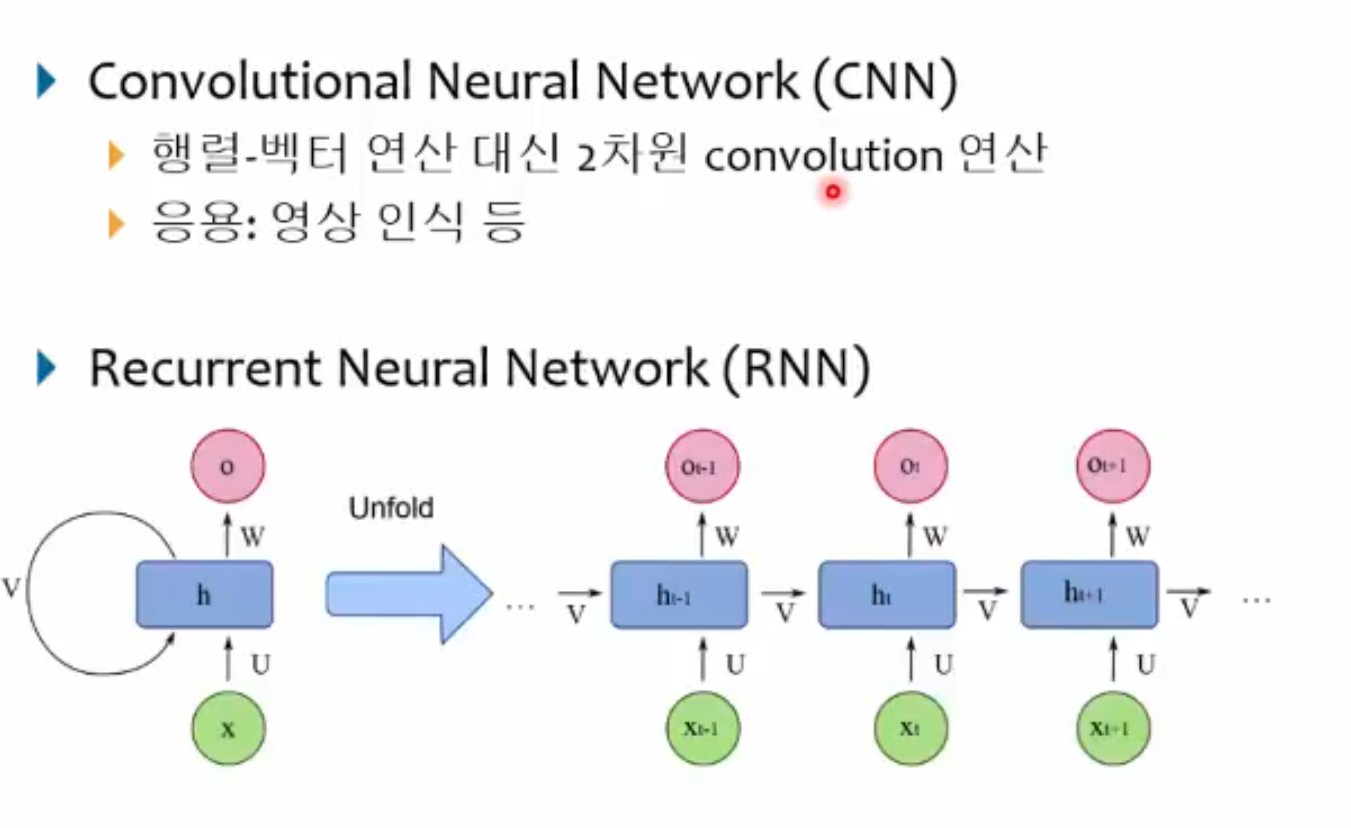 Convolutional Neural Network (CNN)
행렬-벡터 연산 대신 2차원 convolution 연산
응용: 영상 인식 등
Recurrent Neural Network (RNN)
o
W
V
h
U
x
Unfold
... V
ot-1
W
ht-1
V
U
xt-1
ot
W
ht
V
U
xt
ot+1
W
ht+1
V ...
U
xt+1